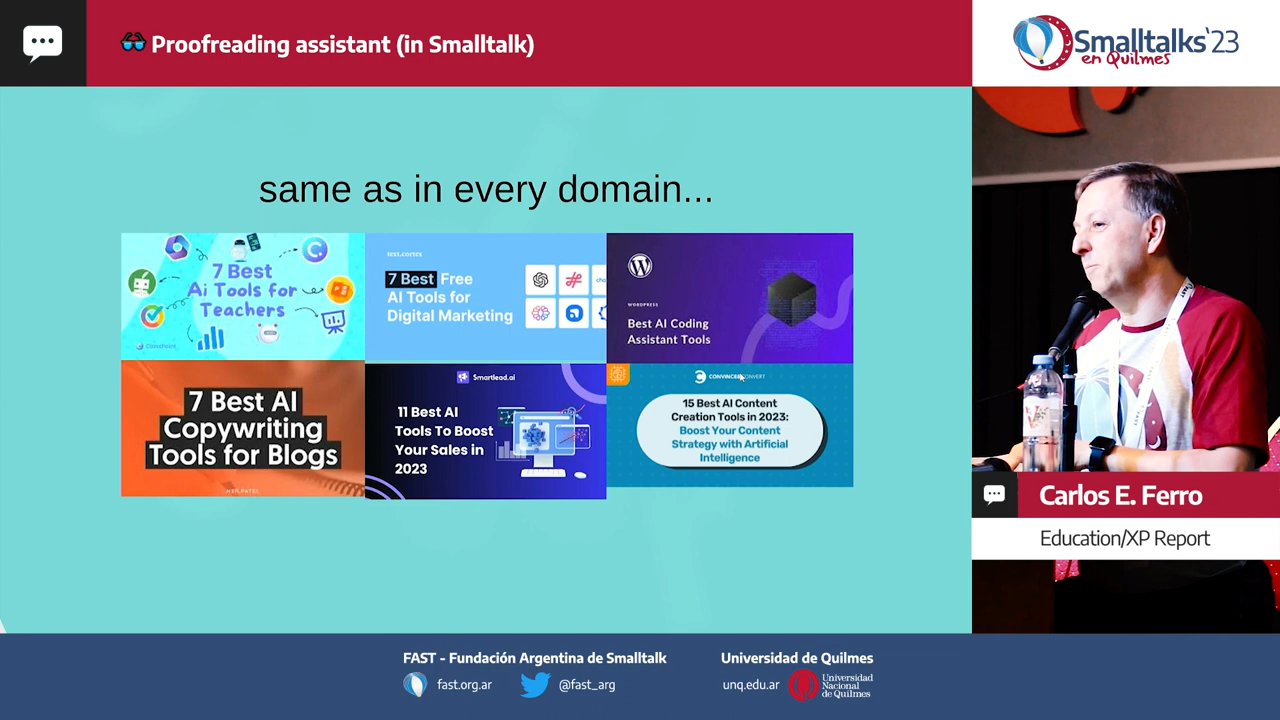 Proofreading assistant (in Smalltalk)
Smalltalks'23
en Quilmes
same as in every domain...
7 Best
Ai Tools for
Teachers
ClassPoint
text.cortex
7 Best Free
AI Tools for
Digital Marketing
WORDPRESS
Best AI Coding
Assistant Tools
7 Best AI
Copywriting
Tools for Blogs
Smartlead.ai
11 Best AI
Tools To Boost
Your Sales in
2023
15 Best AI Content
Creation Tools in 2023:
Boost Your Content
Strategy with Artificial
Intelligence
Carlos E. Ferro
Education/XP Report
FAST - Fundación Argentina de Smalltalk
fast.org.ar
@fast_arg
Universidad de Quilmes
unq.edu.ar
Universidad
Nacional
de Quilmes